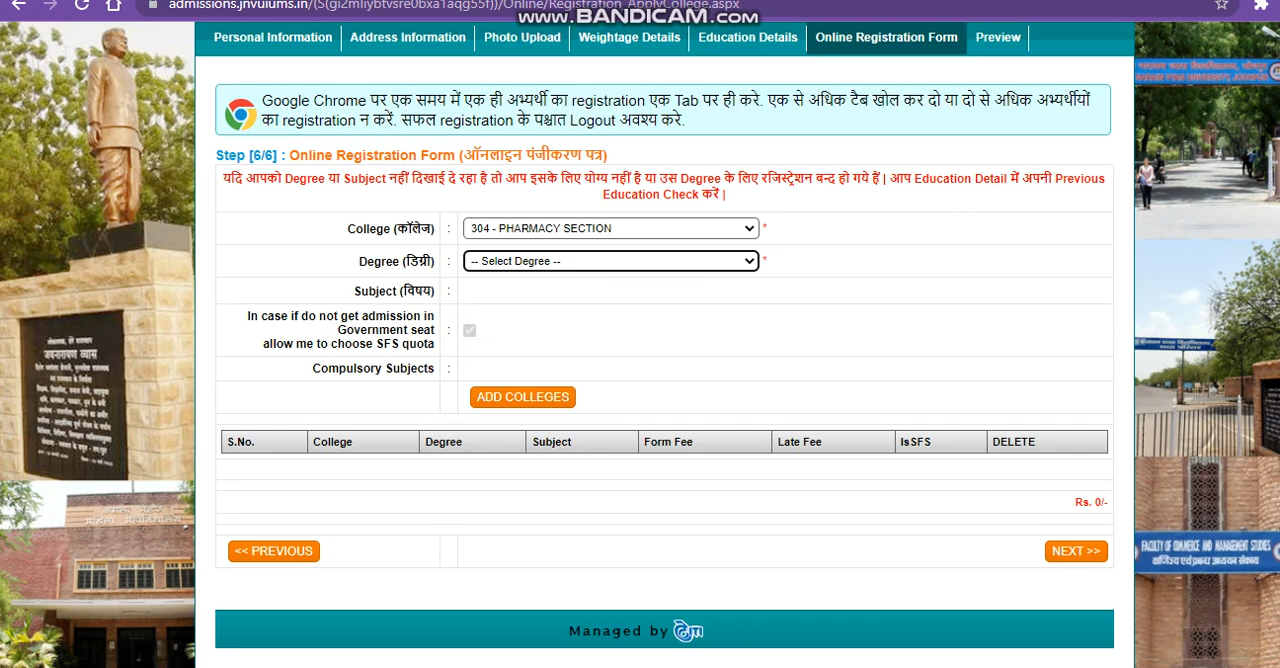 admissions.jnvuiums.in/(S(gi2mliybtvsre0bxa1aqg55f))/Online/Registration_ApplyCollege.aspx
www.BANDICAM.com
Personal Information
Address Information
Photo Upload
Weightage Details
Education Details
Online Registration Form
Preview
Google Chrome पर एक समय में एक ही अभ्यर्थी का registration एक Tab पर ही करे. एक से अधिक टैब खोल कर दो या दो से अधिक अभ्यर्थीयों
का registration न करें. सफल registration के पश्चात Logout अवश्य करे.
Step [6/6] : Online Registration Form (ऑनलाइन पंजीकरण पत्र)
यदि आपको Degree या Subject नहीं दिखाई दे रहा है तो आप इसके लिए योग्य नहीं है या उस Degree के लिए रजिस्ट्रेशन बन्द हो गये हैं | आप Education Detail में अपनी Previous
Education Check करें |
College (कॉलेज) : 304 - PHARMACY SECTION *
Degree (डिग्री) : -- Select Degree -- *
Subject (विषय) :
In case if do not get admission in
Government seat :
allow me to choose SFS quota
Compulsory Subjects :
ADD COLLEGES
S.No. College Degree Subject Form Fee Late Fee IsSFS DELETE
Rs. 0/-
<< PREVIOUS
NEXT >>
Managed by
FACULTY OF COMMERCE AND MANAGEMENT STUDIES